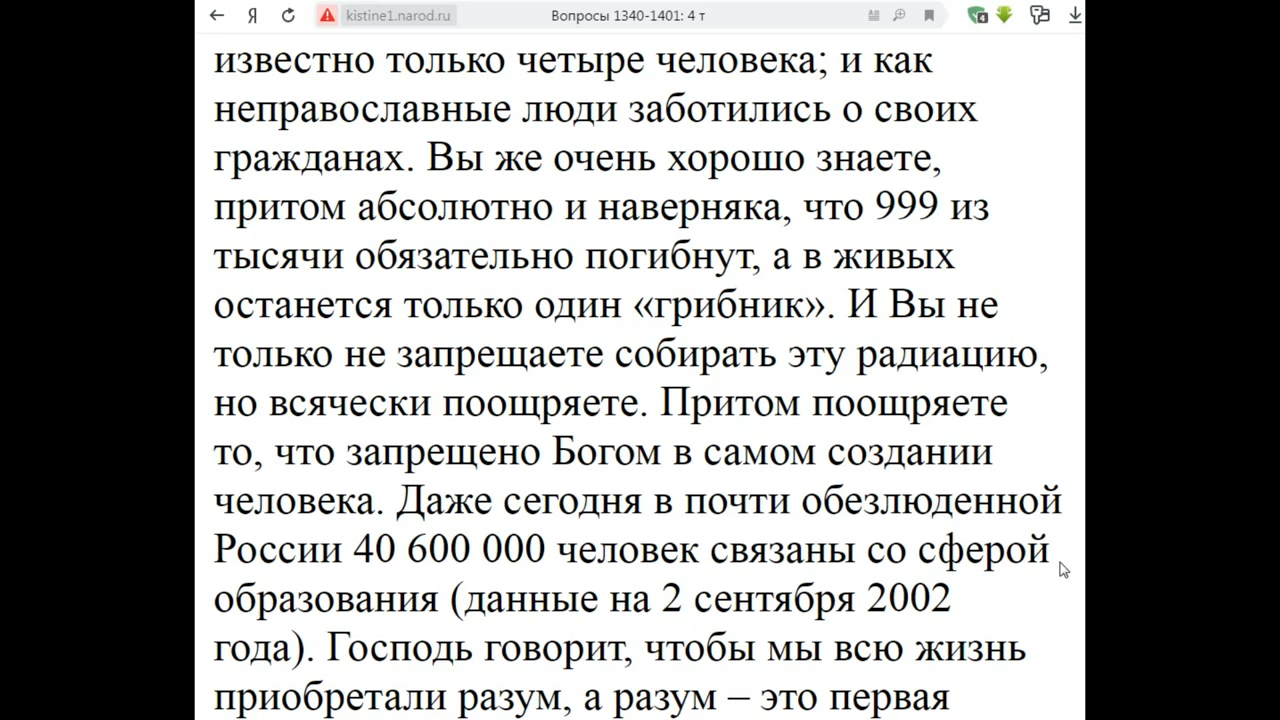 kistine1.narod.ru
Вопросы 1340-1401: 4 т
4
известно только четыре человека; и как
неправославные люди заботились о своих
гражданах. Вы же очень хорошо знаете,
притом абсолютно и наверняка, что 999 из
тысячи обязательно погибнут, а в живых
останется только один «грибник». И Вы не
только не запрещаете собирать эту радиацию,
но всячески поощряете. Притом поощряете
то, что запрещено Богом в самом создании
человека. Даже сегодня в почти обезлюденной
России 40 600 000 человек связаны со сферой
образования (данные на 2 сентября 2002
года). Господь говорит, чтобы мы всю жизнь
приобретали разум, а разум – это первая